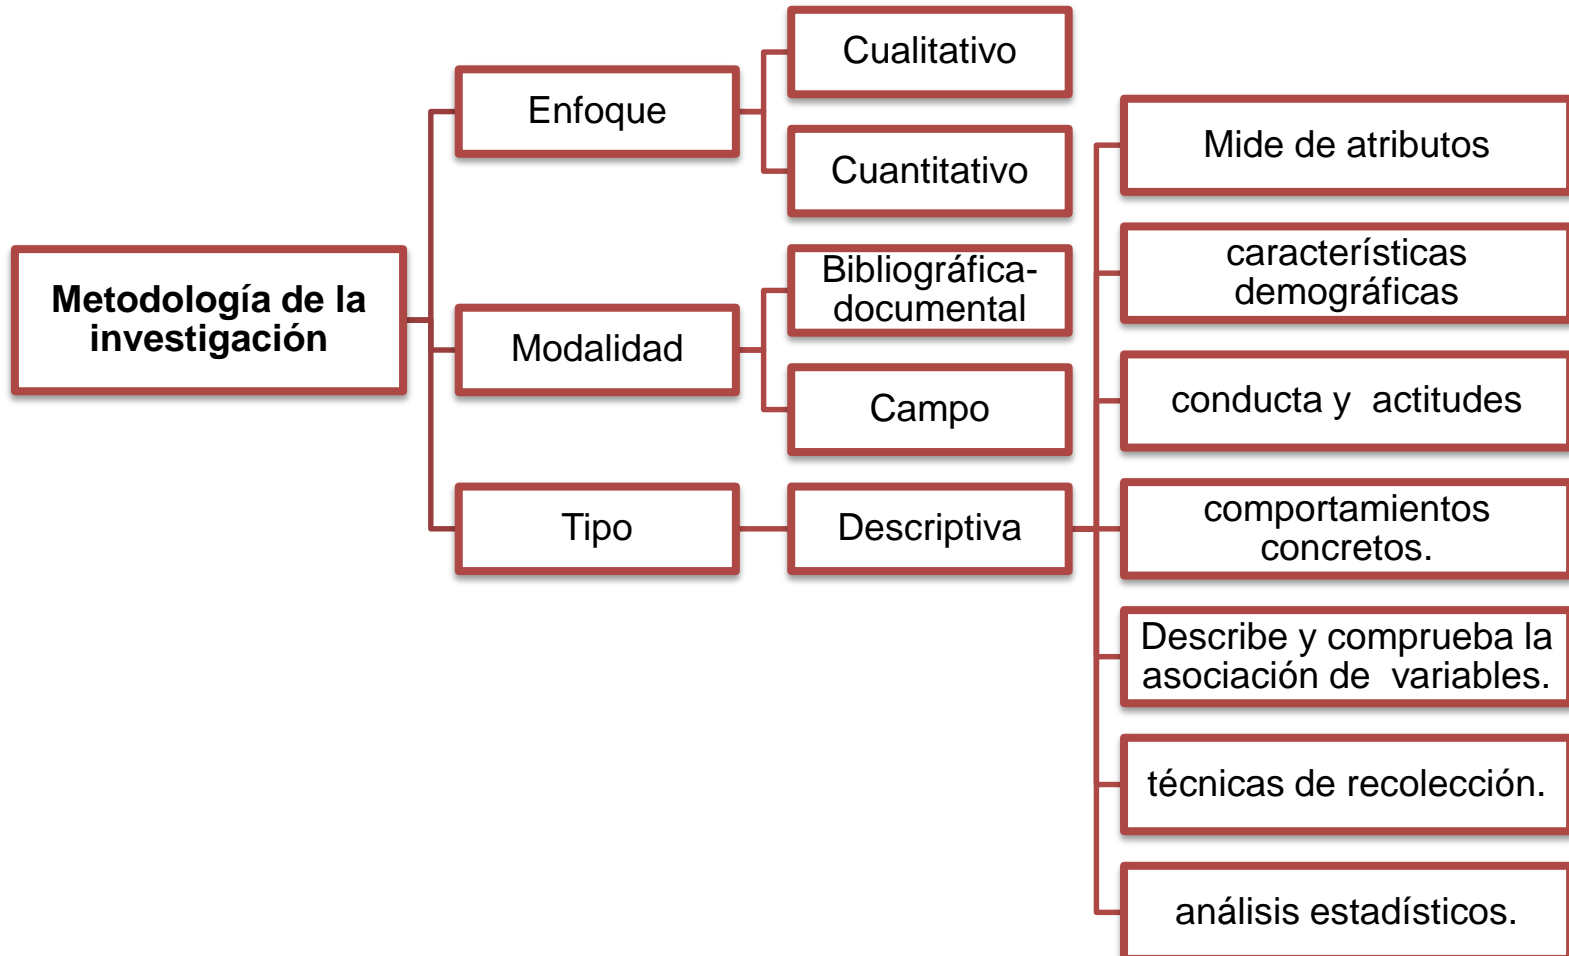 Metodología de la
investigación
Enfoque
Cualitativo
Cuantitativo
Modalidad
Bibliográfica-
documental
Campo
Tipo
Descriptiva
Mide de atributos
características
demográficas
conducta y  actitudes
comportamientos
concretos.
Describe y comprueba la
asociación de  variables.
técnicas de recolección.
análisis estadísticos.